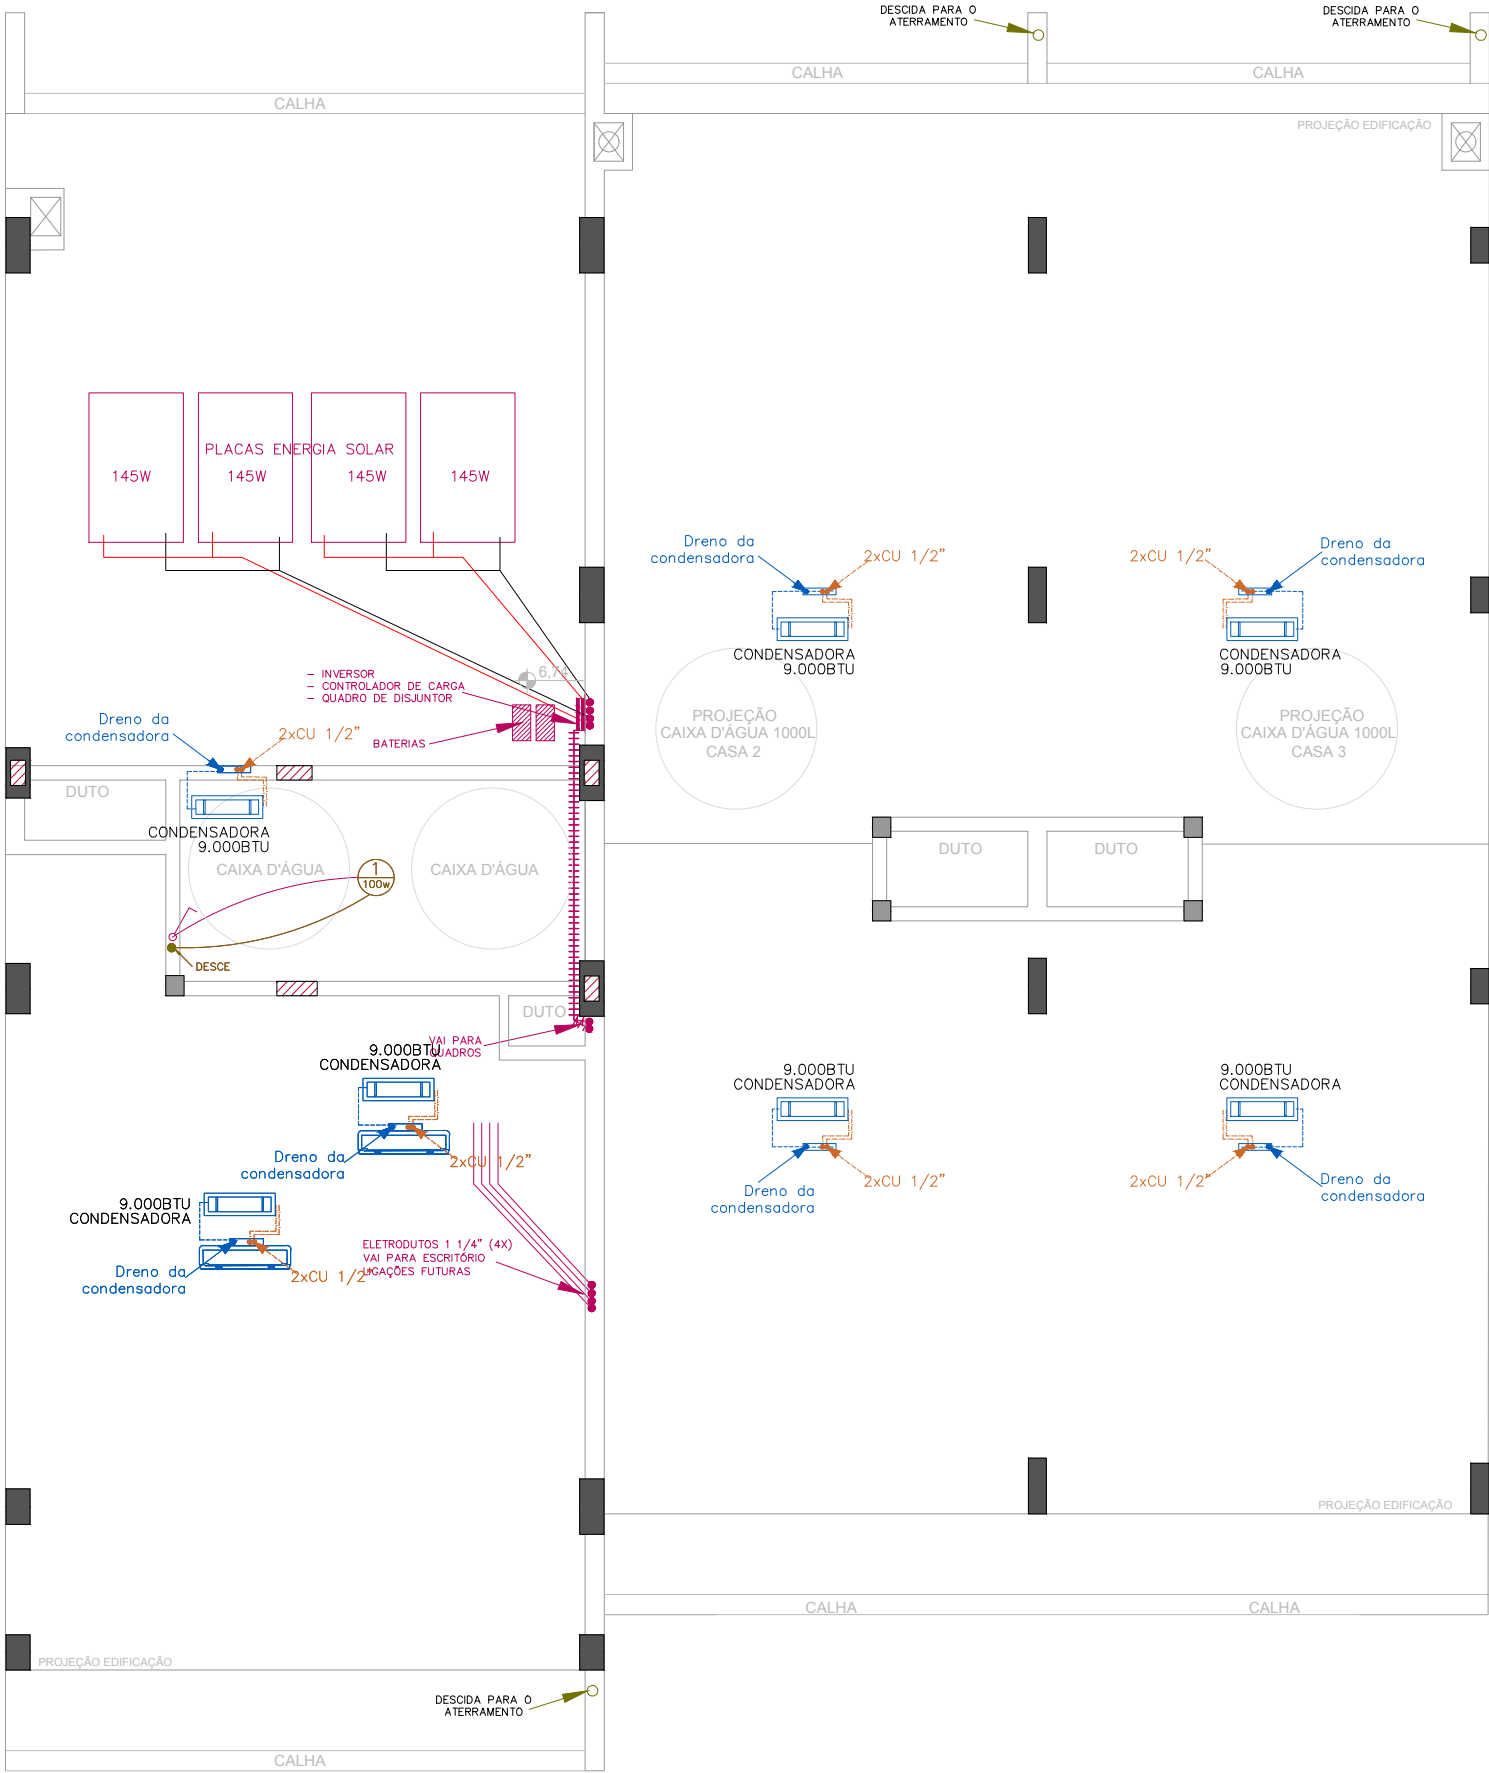 DESCIDA PARA O
ATERRAMENTO
DESCIDA PARA O
ATERRAMENTO
CALHA
CALHA
CALHA
PROJEÇÃO EDIFICAÇÃO
PLACAS ENERGIA SOLAR
145W
145W
145W
145W
Dreno da
condensadora
2xCU 1/2"
CONDENSADORA
9.000BTU
2xCU 1/2"
Dreno da
condensadora
CONDENSADORA
9.000BTU
- INVERSOR
- CONTROLADOR DE CARGA
- QUADRO DE DISJUNTOR
6,74
BATERIAS
Dreno da
condensadora
2xCU 1/2"
CONDENSADORA
9.000BTU
PROJEÇÃO
CAIXA D'ÁGUA 1000L
CASA 2
PROJEÇÃO
CAIXA D'ÁGUA 1000L
CASA 3
DUTO
DUTO
DUTO
CAIXA D'ÁGUA
CAIXA D'ÁGUA
1
100w
DESCE
DUTO
VAI PARA
QUADROS
9.000BTU
CONDENSADORA
Dreno da
condensadora
2xCU 1/2"
9.000BTU
CONDENSADORA
2xCU 1/2"
Dreno da
condensadora
9.000BTU
CONDENSADORA
2xCU 1/2"
Dreno da
condensadora
9.000BTU
CONDENSADORA
Dreno da
condensadora
2xCU 1/2"
ELETRODUTOS 1 1/4" (4X)
VAI PARA ESCRITÓRIO
LIGAÇÕES FUTURAS
PROJEÇÃO EDIFICAÇÃO
CALHA
CALHA
PROJEÇÃO EDIFICAÇÃO
DESCIDA PARA O
ATERRAMENTO
CALHA